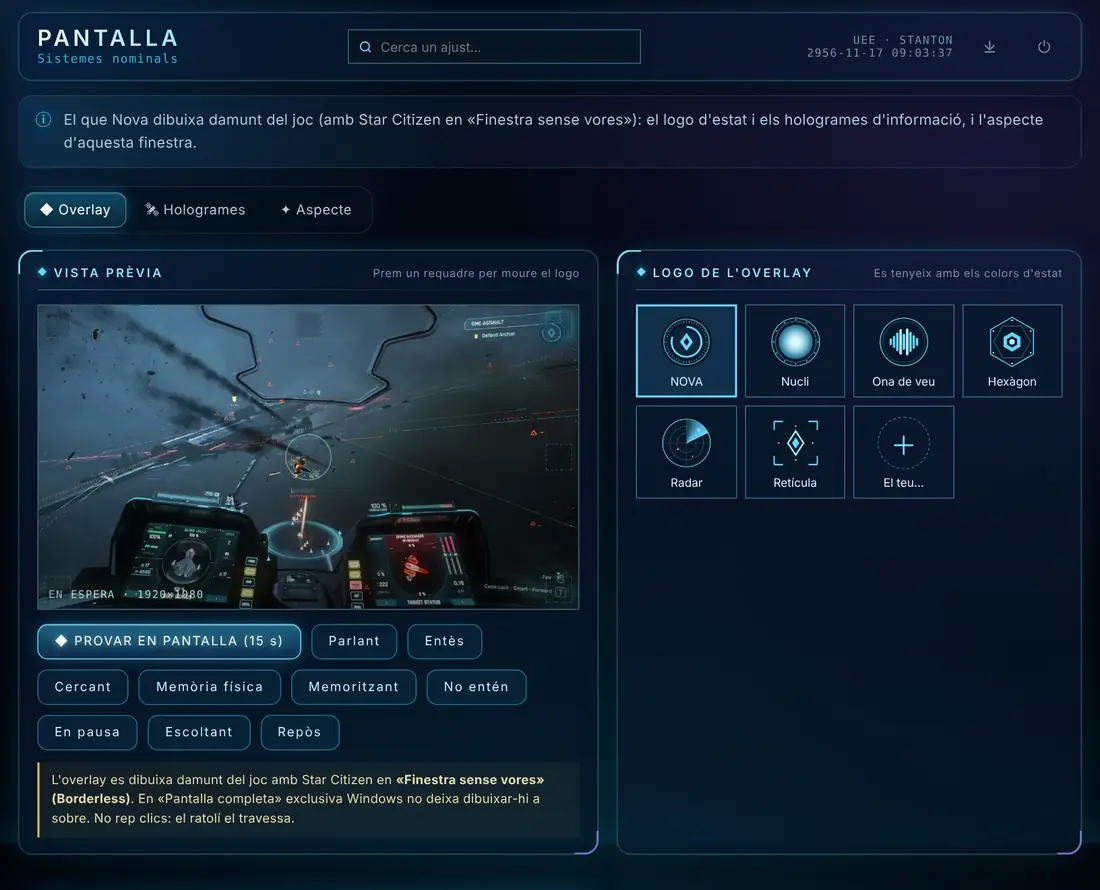 PANTALLA
Sistemes nominals
Cerca un ajust...
UEE · STANTON
2956-11-17 09:03:37
El que Nova dibuixa damunt del joc (amb Star Citizen en «Finestra sense vores»): el logo d'estat i els hologrames d'informació, i l'aspecte
d'aquesta finestra.
Overlay
Hologrames
Aspecte
VISTA PRÈVIA
Prem un requadre per moure el logo
Defend Archon
100%
100 %
TARGET STATUS
EN ESPERA · 1920×1080
PROVAR EN PANTALLA (15 s)
Parlant
Entès
Cercant
Memòria física
Memoritzant
No entén
En pausa
Escoltant
Repòs
L'overlay es dibuixa damunt del joc amb Star Citizen en «Finestra sense vores»
(Borderless). En «Pantalla completa» exclusiva Windows no deixa dibuixar-hi a
sobre. No rep clics: el ratolí el travessa.
LOGO DE L'OVERLAY
Es tenyeix amb els colors d'estat
NOVA
Nucli
Ona de veu
Hexàgon
Radar
Retícula
El teu...